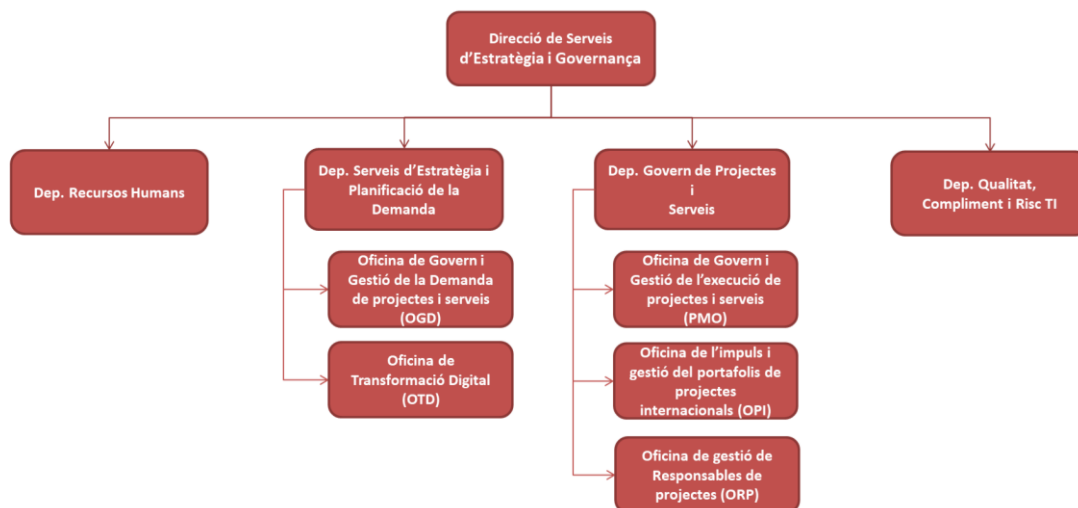 Direcció de Serveis
d'Estratègia i Governança
Dep. Recursos Humans
Dep. Serveis d'Estratègia i
Planificació de la
Demanda
Dep. Govern de Projectes
i
Serveis
Dep. Qualitat,
Compliment i Risc TI
Oficina de Govern i
Gestió de la Demanda
de projectes i serveis
(OGD)
Oficina de
Transformació Digital
(OTD)
Oficina de Govern i
Gestió de l'execució de
projectes i serveis
(PMO)
Oficina de l'impuls i
gestió del portafolis de
projectes
internacionals (OPI)
Oficina de gestió de
Responsables de
projectes (ORP)